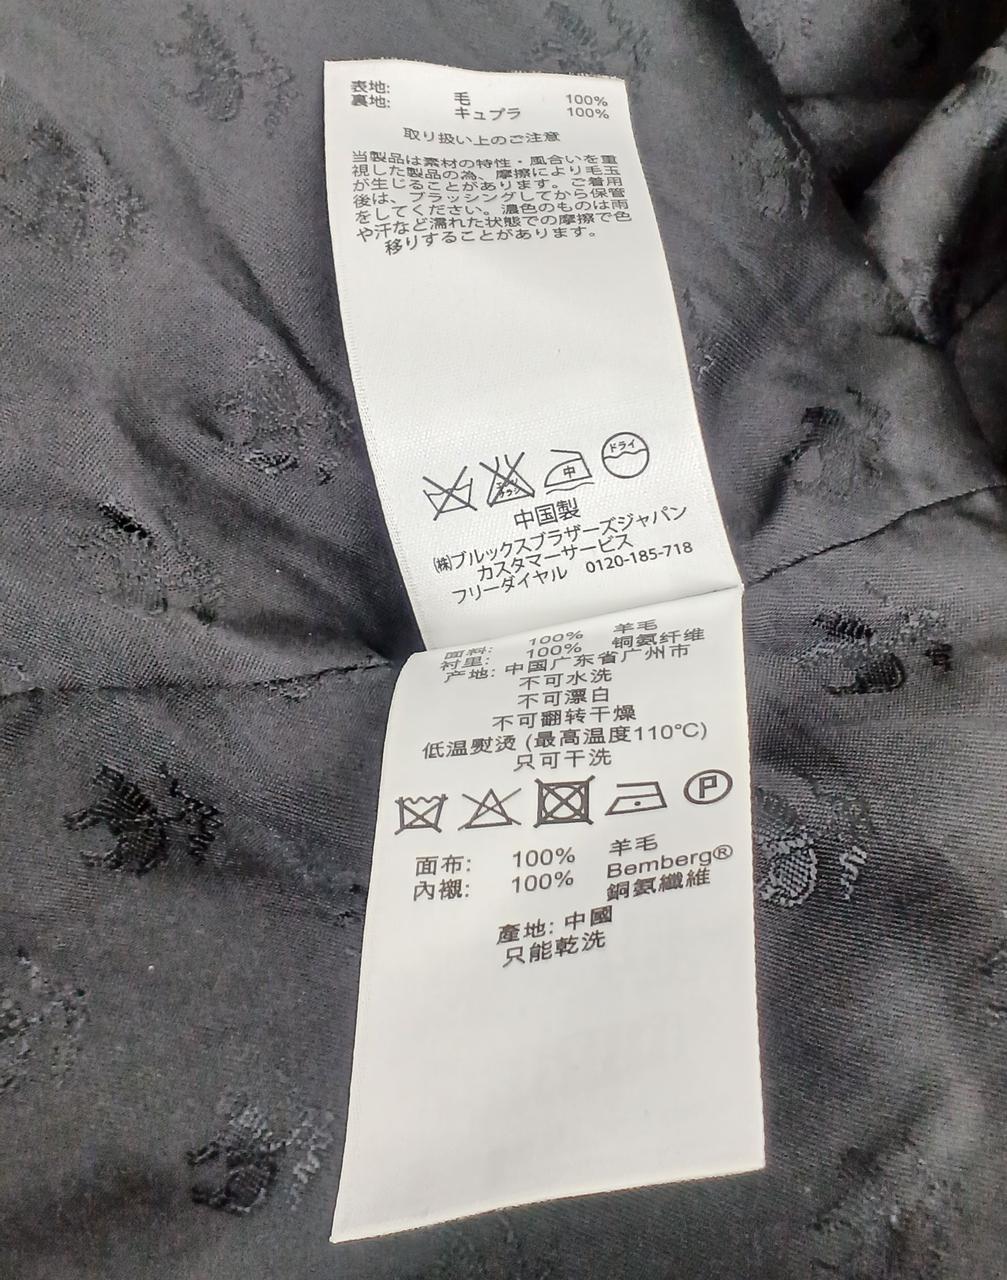 表地: 毛 100%
裏地: キュプラ 100%
取り扱い上のご注意
当製品は素材の特性・風合いを重
視した製品の為、摩擦により毛玉
が生じることがあります。ご着用
後は、ブラッシングしてから保管
をしてください。濃色のものは雨
や汗など濡れた状態での摩擦で色
移りすることがあります。
エンソ サラシ 中 ドライ
中国製
㈱ブルックスブラザーズジャパン
カスタマーサービス
フリーダイヤル 0120-185-718
面料: 100% 羊毛
衬里: 100% 铜氨纤维
产地: 中国广东省广州市
不可水洗
不可漂白
不可翻转干燥
低温熨烫 (最高温度110°C)
只可干洗
P
面布: 100% 羊毛
內襯: 100% Bemberg®
銅氨纖維
產地: 中國
只能乾洗